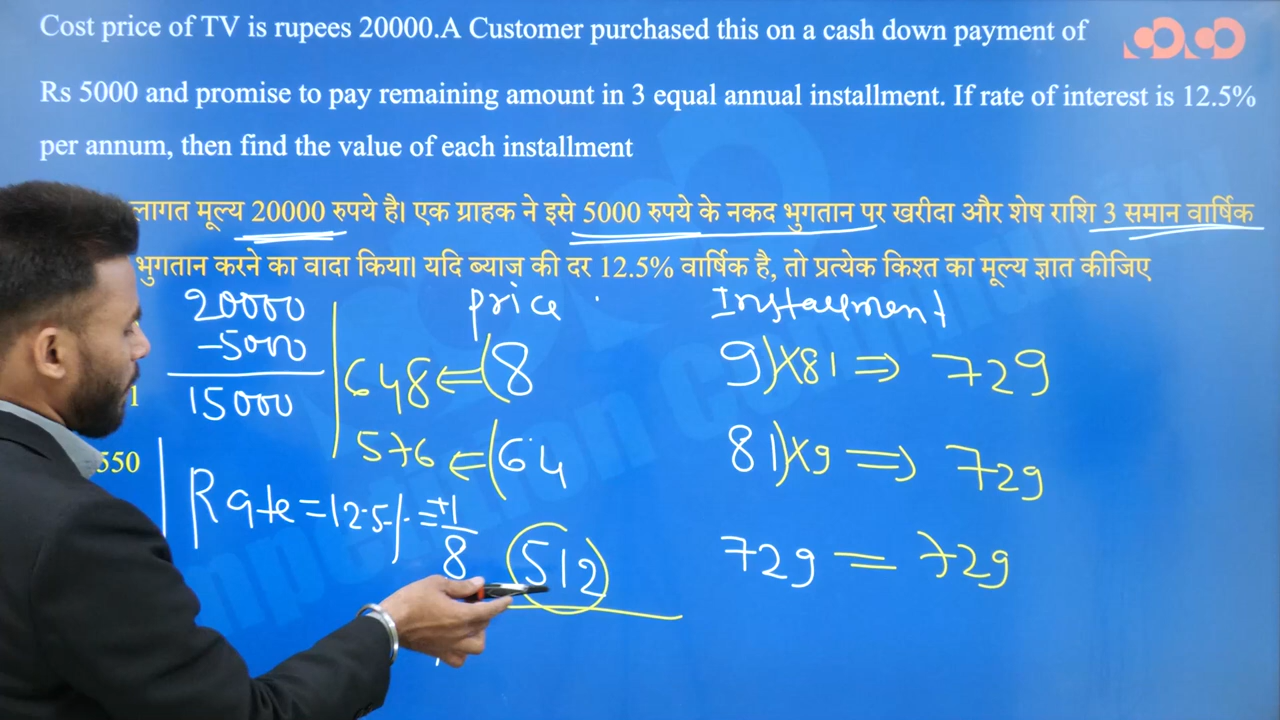 Cost price of TV is rupees 20000.A Customer purchased this on a cash down payment of
Rs 5000 and promise to pay remaining amount in 3 equal annual installment. If rate of interest is 12.5%
per annum, then find the value of each installment
लागत मूल्य 20000 रुपये है। एक ग्राहक ने इसे 5000 रुपये के नकद भुगतान पर खरीदा और शेष राशि 3 समान वार्षिक
भुगतान करने का वादा किया। यदि ब्याज की दर 12.5% वार्षिक है, तो प्रत्येक किश्त का मूल्य ज्ञात कीजिए
20000
-5000
15000
1
550
Rate=12.5%=+1/8
price Installment
648 ⇐ (8 9)×81 ⇒ 729
576 ⇐ (64 81)×9 ⇒ 729
512 729 = 729